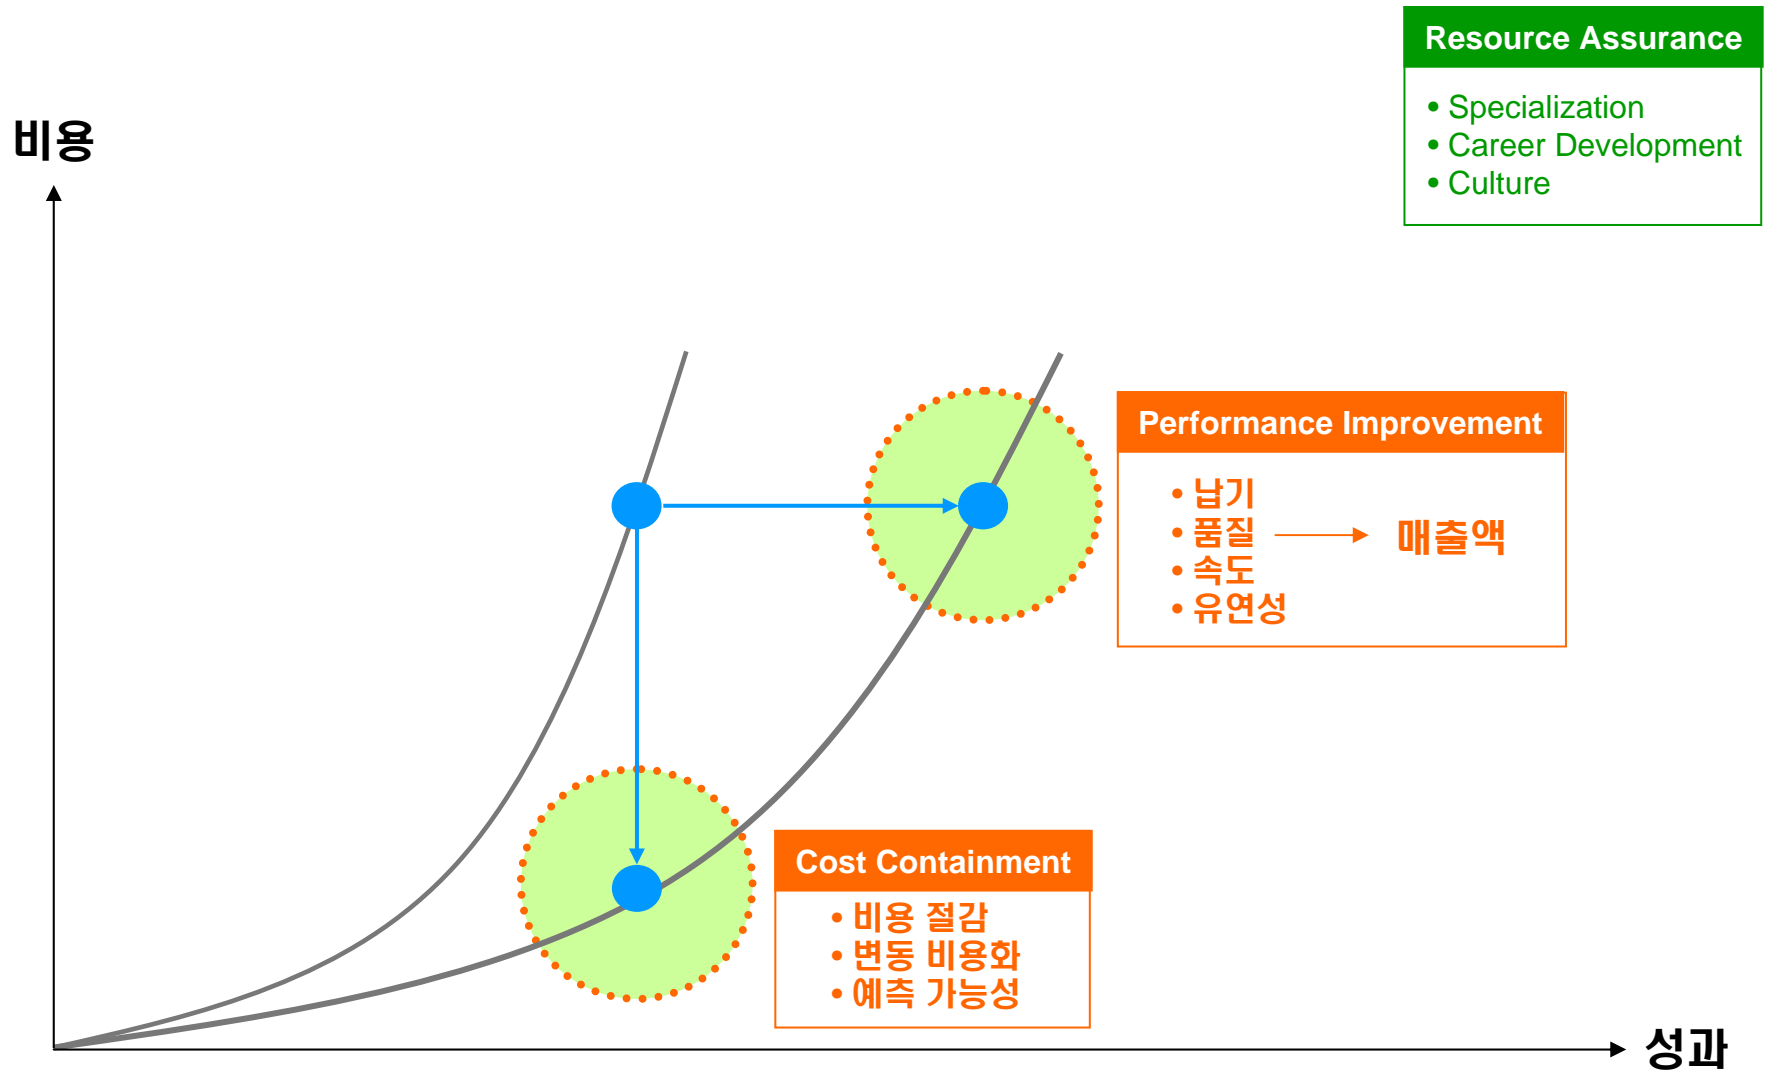 Resource Assurance
• Specialization
• Career Development
• Culture
비용
Performance Improvement
• 납기
• 품질
• 속도
• 유연성
매출액
Cost Containment
• 비용 절감
• 변동 비용화
• 예측 가능성
성과